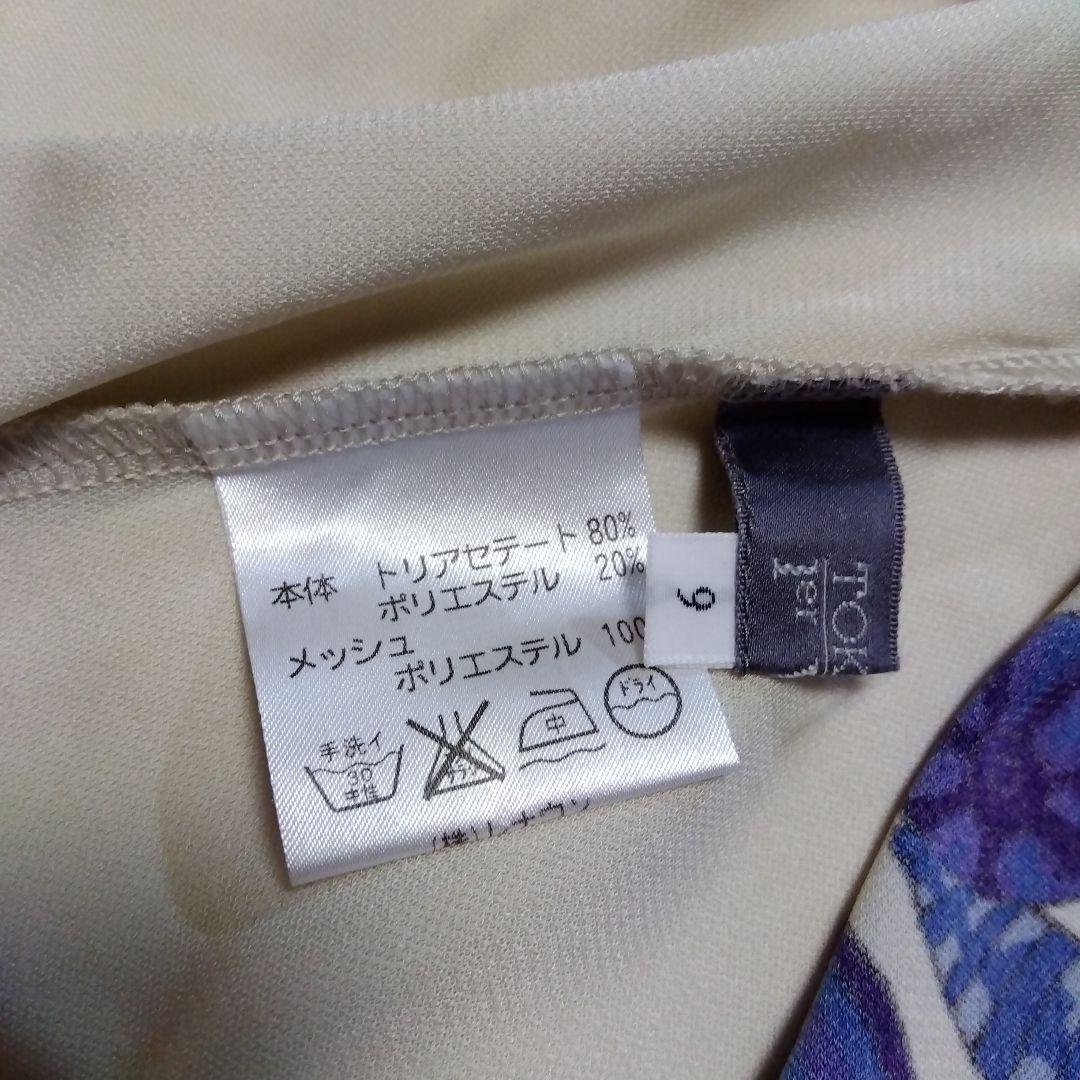 本体 トリアセテート 80%
ポリエステル 20%
メッシュ
ポリエステル 100
手洗イ
30
中性
中
ドライ
9
TOK